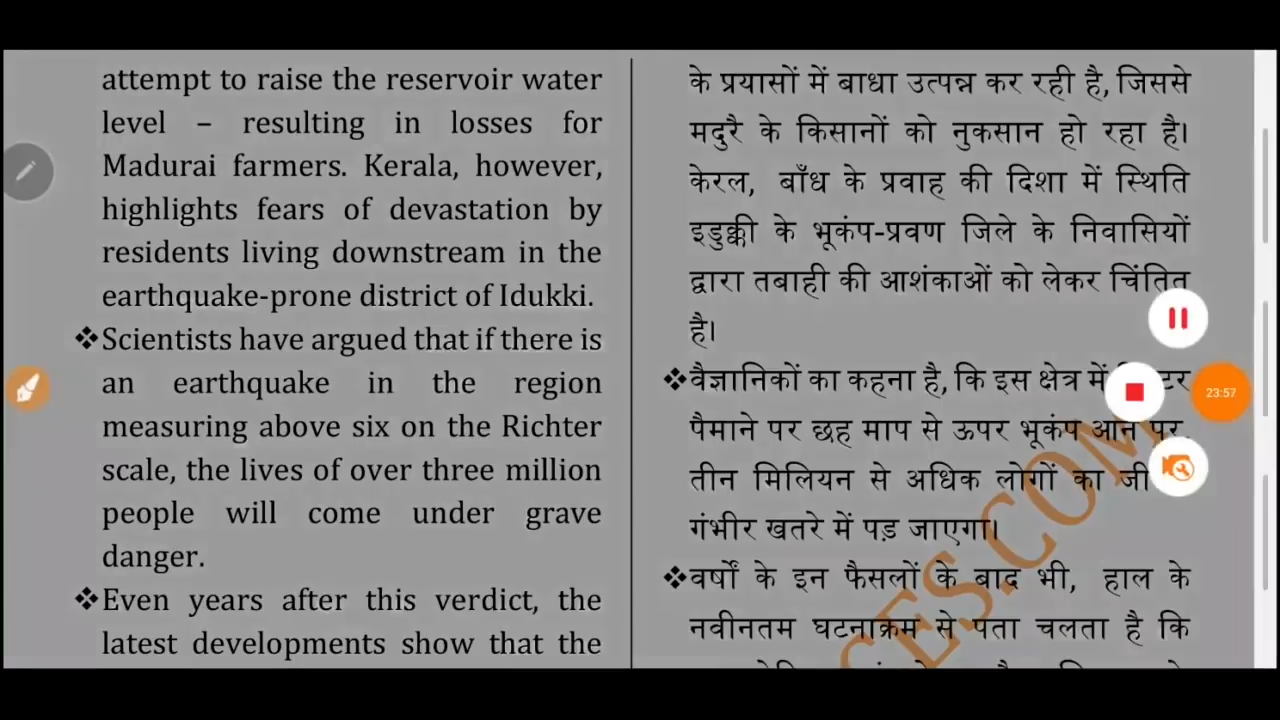 attempt to raise the reservoir water
level – resulting in losses for
Madurai farmers. Kerala, however,
highlights fears of devastation by
residents living downstream in the
earthquake-prone district of Idukki.
❖Scientists have argued that if there is
an earthquake in the region
measuring above six on the Richter
scale, the lives of over three million
people will come under grave
danger.
❖Even years after this verdict, the
latest developments show that the
के प्रयासों में बाधा उत्पन्न कर रही है, जिससे
मदुरै के किसानों को नुकसान हो रहा है।
केरल, बाँध के प्रवाह की दिशा में स्थिति
इडुक्की के भूकंप-प्रवण जिले के निवासियों
द्वारा तबाही की आशंकाओं को लेकर चिंतित
है।
❖वैज्ञानिकों का कहना है, कि इस क्षेत्र में
पैमाने पर छह माप से ऊपर भूकंप आने पर,
तीन मिलियन से अधिक लोगों का
गंभीर खतरे में पड़ जाएगा।
❖वर्षों के इन फैसलों के बाद भी, हाल के
नवीनतम घटनाक्रम से पता चलता है कि
23:57
CES.COM